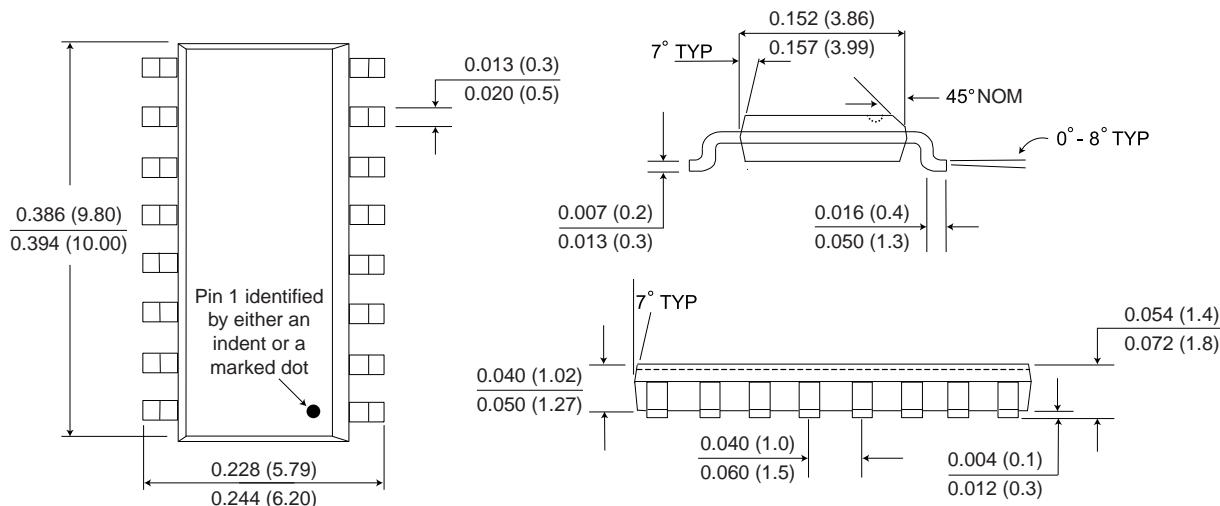 0.386 (9.80)
0.394 (10.00)
Pin 1 identified
by either an
indent or a
marked dot
0.228 (5.79)
0.244 (6.20)
0.013 (0.3)
0.020 (0.5)
0.152 (3.86)
0.157 (3.99)
7° TYP
45° NOM
0° - 8° TYP
0.007 (0.2)
0.013 (0.3)
0.016 (0.4)
0.050 (1.3)
7° TYP
0.040 (1.02)
0.050 (1.27)
0.054 (1.4)
0.072 (1.8)
0.040 (1.0)
0.060 (1.5)
0.004 (0.1)
0.012 (0.3)